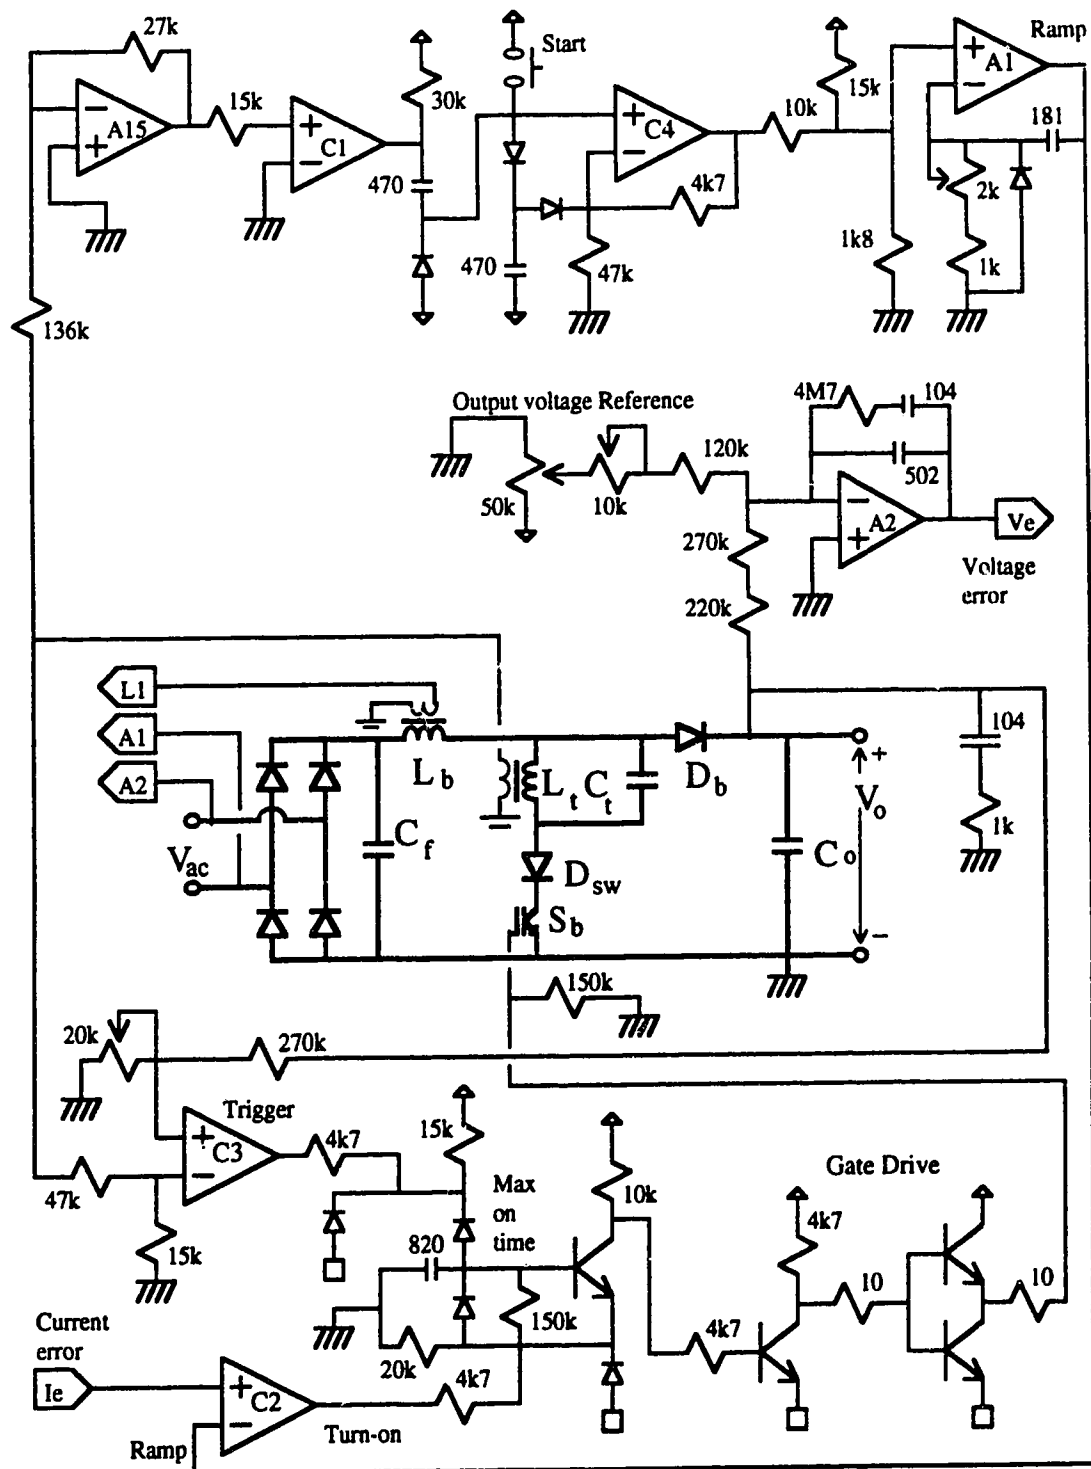 27k
A15
15k
C1
30k
470
Start
470
C4
47k
4k7
10k
15k
1k8
A1
Ramp
181
2k
1k
136k
Output voltage Reference
50k
10k
120k
4M7
104
502
A2
Ve
Voltage
error
270k
220k
L1
A1
A2
Vac
Cf
Lb
Lt
Ct
Db
Dsw
Sb
Co
+
Vo
−
104
1k
150k
20k
270k
Trigger
C3
4k7
15k
47k
15k
Max
on
time
820
10k
150k
20k
Gate Drive
4k7
4k7
10
10
Current
error
Ie
C2
4k7
Turn-on
Ramp